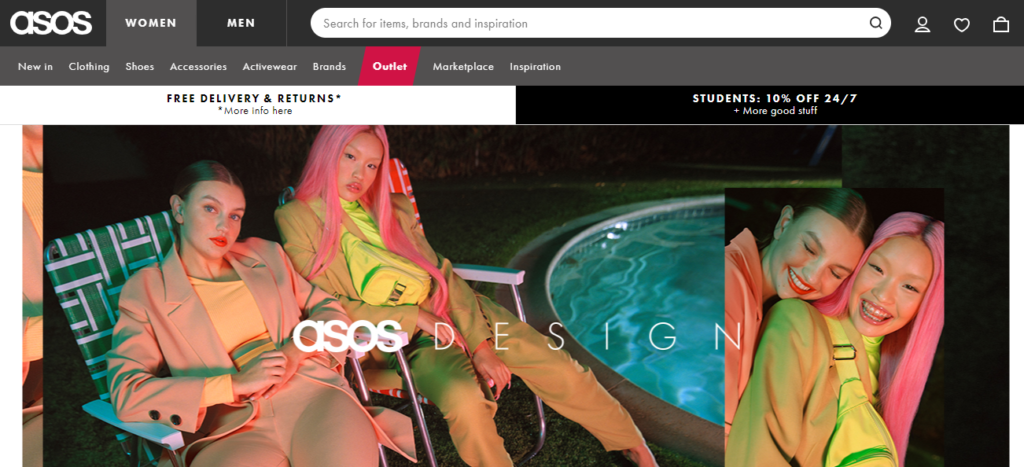 asos
WOMEN
MEN
Search for items, brands and inspiration
New in
Clothing
Shoes
Accessories
Activewear
Brands
Outlet
Marketplace
Inspiration
FREE DELIVERY & RETURNS*
*More info here
STUDENTS: 10% OFF 24/7
+ More good stuff
asos DESIGN